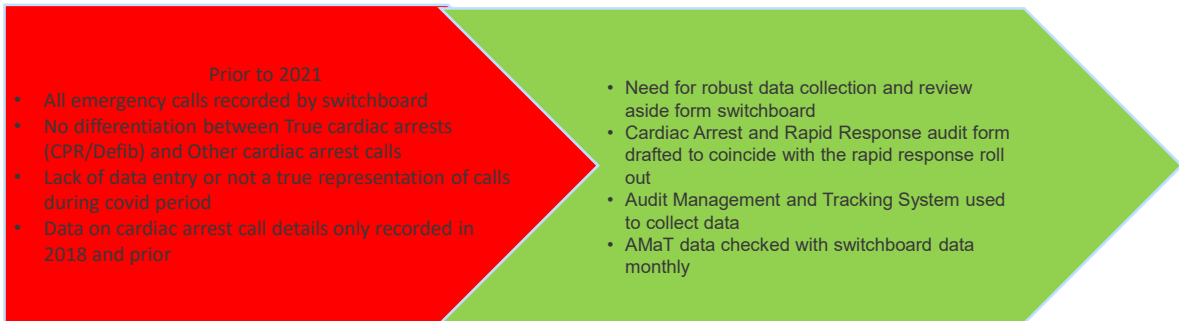 Prior to 2021
• All emergency calls recorded by switchboard
• No differentiation between True cardiac arrests
(CPR/Defib) and Other cardiac arrest calls
• Lack of data entry or not a true representation of calls
during covid period
• Data on cardiac arrest call details only recorded in
2018 and prior
• Need for robust data collection and review
aside form switchboard
• Cardiac Arrest and Rapid Response audit form
drafted to coincide with the rapid response roll
out
• Audit Management and Tracking System used
to collect data
• AMaT data checked with switchboard data
monthly